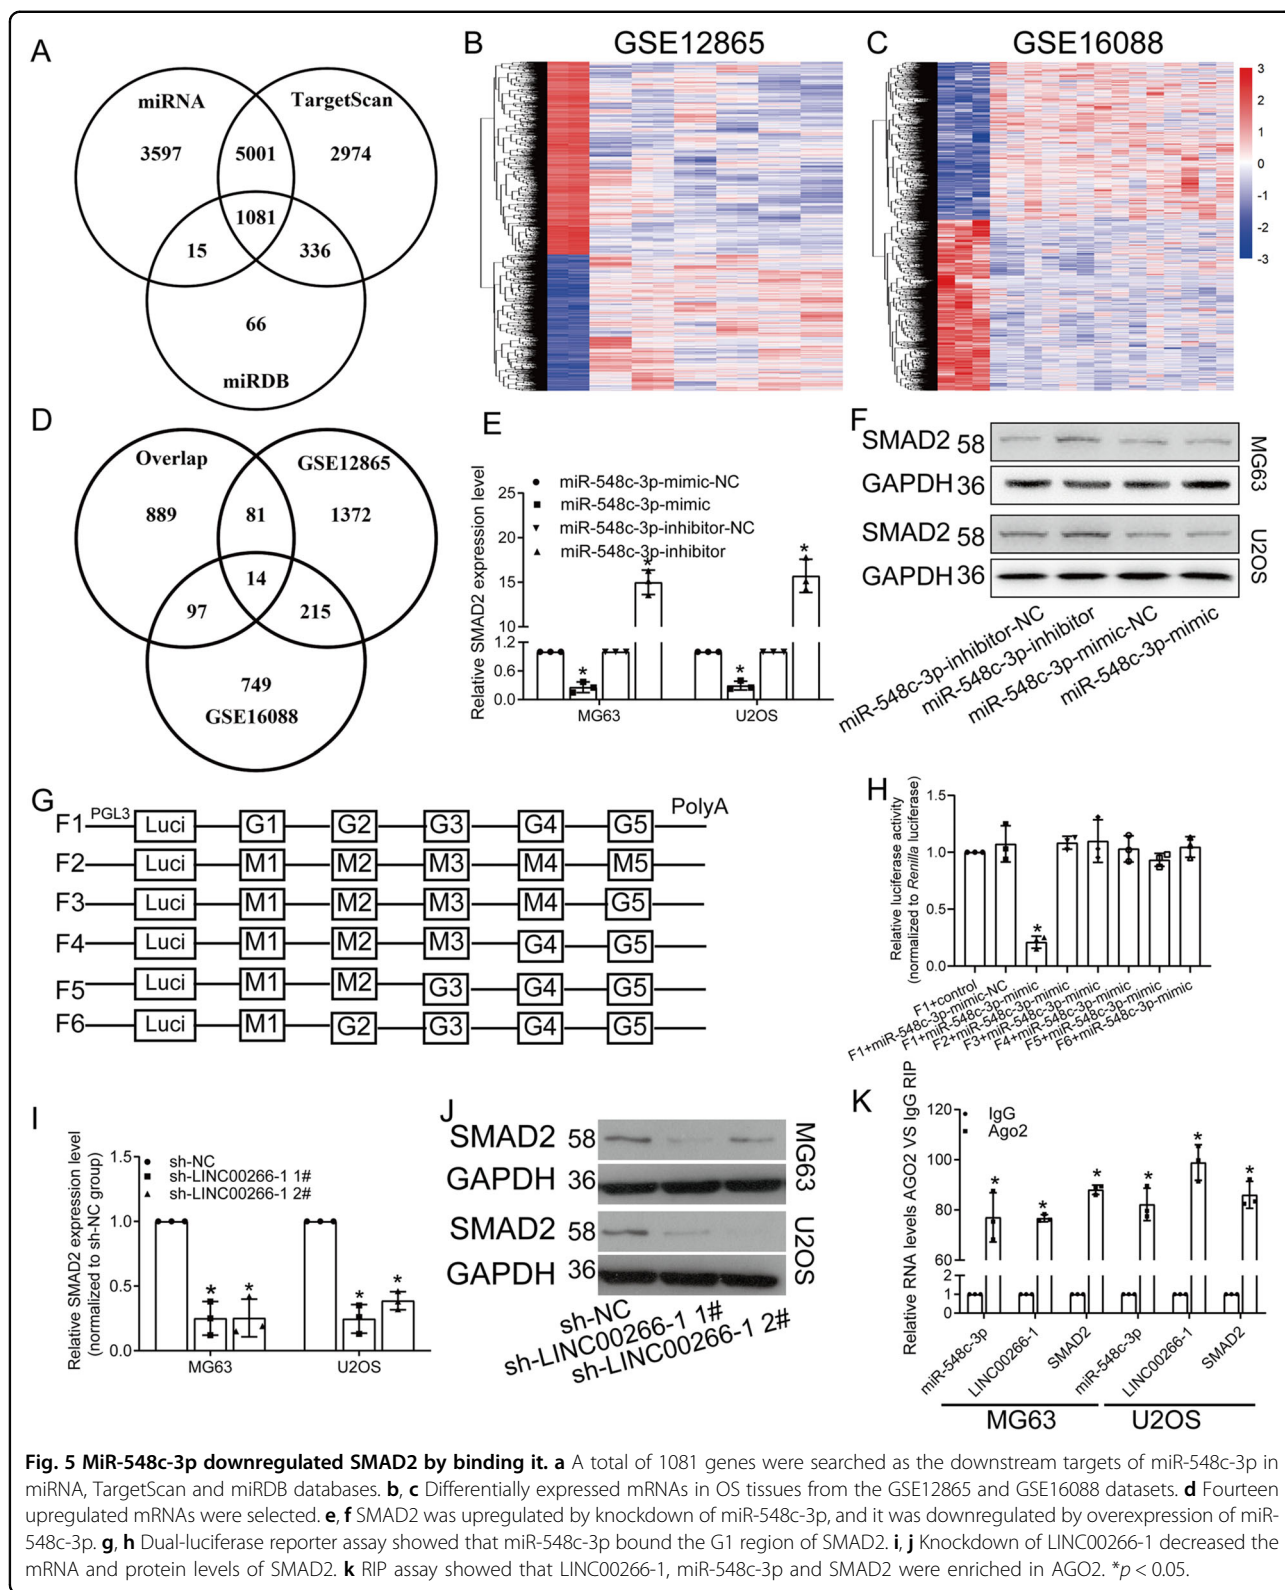 A
miRNA
TargetScan
3597
5001
2974
1081
15
336
66
miRDB
B
GSE12865
C
GSE16088
3
2
1
0
-1
-2
-3
D
Overlap
GSE12865
889
81
1372
14
97
215
749
GSE16088
E
Relative SMAD2 expression level
miR-548c-3p-mimic-NC
miR-548c-3p-mimic
miR-548c-3p-inhibitor-NC
miR-548c-3p-inhibitor
25
20
15
10
1.2
0.6
0.0
* * * *
MG63
U2OS
F
SMAD2 58
GAPDH 36
MG63
SMAD2 58
GAPDH 36
U2OS
miR-548c-3p-inhibitor-NC
miR-548c-3p-inhibitor
miR-548c-3p-mimic-NC
miR-548c-3p-mimic
G
PGL3
PolyA
F1 Luci G1 G2 G3 G4 G5
F2 Luci M1 M2 M3 M4 M5
F3 Luci M1 M2 M3 M4 G5
F4 Luci M1 M2 M3 G4 G5
F5 Luci M1 M2 G3 G4 G5
F6 Luci M1 G2 G3 G4 G5
H
Relative luciferase activity
(normalized to Renilla luciferase)
1.5
1.0
0.5
0.0
*
F1+control
F1+miR-548c-3p-mimic-NC
F1+miR-548c-3p-mimic
F2+miR-548c-3p-mimic
F3+miR-548c-3p-mimic
F4+miR-548c-3p-mimic
F5+miR-548c-3p-mimic
F6+miR-548c-3p-mimic
I
Relative SMAD2 expression level
(normalized to sh-NC group)
1.5
1.0
0.5
0.0
sh-NC
sh-LINC00266-1 1#
sh-LINC00266-1 2#
* * * *
MG63
U2OS
J
SMAD2 58
GAPDH 36
MG63
SMAD2 58
GAPDH 36
U2OS
sh-NC
sh-LINC00266-1 1#
sh-LINC00266-1 2#
K
Relative RNA levels AGO2 VS IgG RIP
120
100
80
60
2
1
0
IgG
Ago2
* * * * * *
miR-548c-3p
LINC00266-1
SMAD2
miR-548c-3p
LINC00266-1
SMAD2
MG63
U2OS
Fig. 5 MiR-548c-3p downregulated SMAD2 by binding it. a A total of 1081 genes were searched as the downstream targets of miR-548c-3p in
miRNA, TargetScan and miRDB databases. b, c Differentially expressed mRNAs in OS tissues from the GSE12865 and GSE16088 datasets. d Fourteen
upregulated mRNAs were selected. e, f SMAD2 was upregulated by knockdown of miR-548c-3p, and it was downregulated by overexpression of miR-
548c-3p. g, h Dual-luciferase reporter assay showed that miR-548c-3p bound the G1 region of SMAD2. i, j Knockdown of LINC00266-1 decreased the
mRNA and protein levels of SMAD2. k RIP assay showed that LINC00266-1, miR-548c-3p and SMAD2 were enriched in AGO2. *p < 0.05.